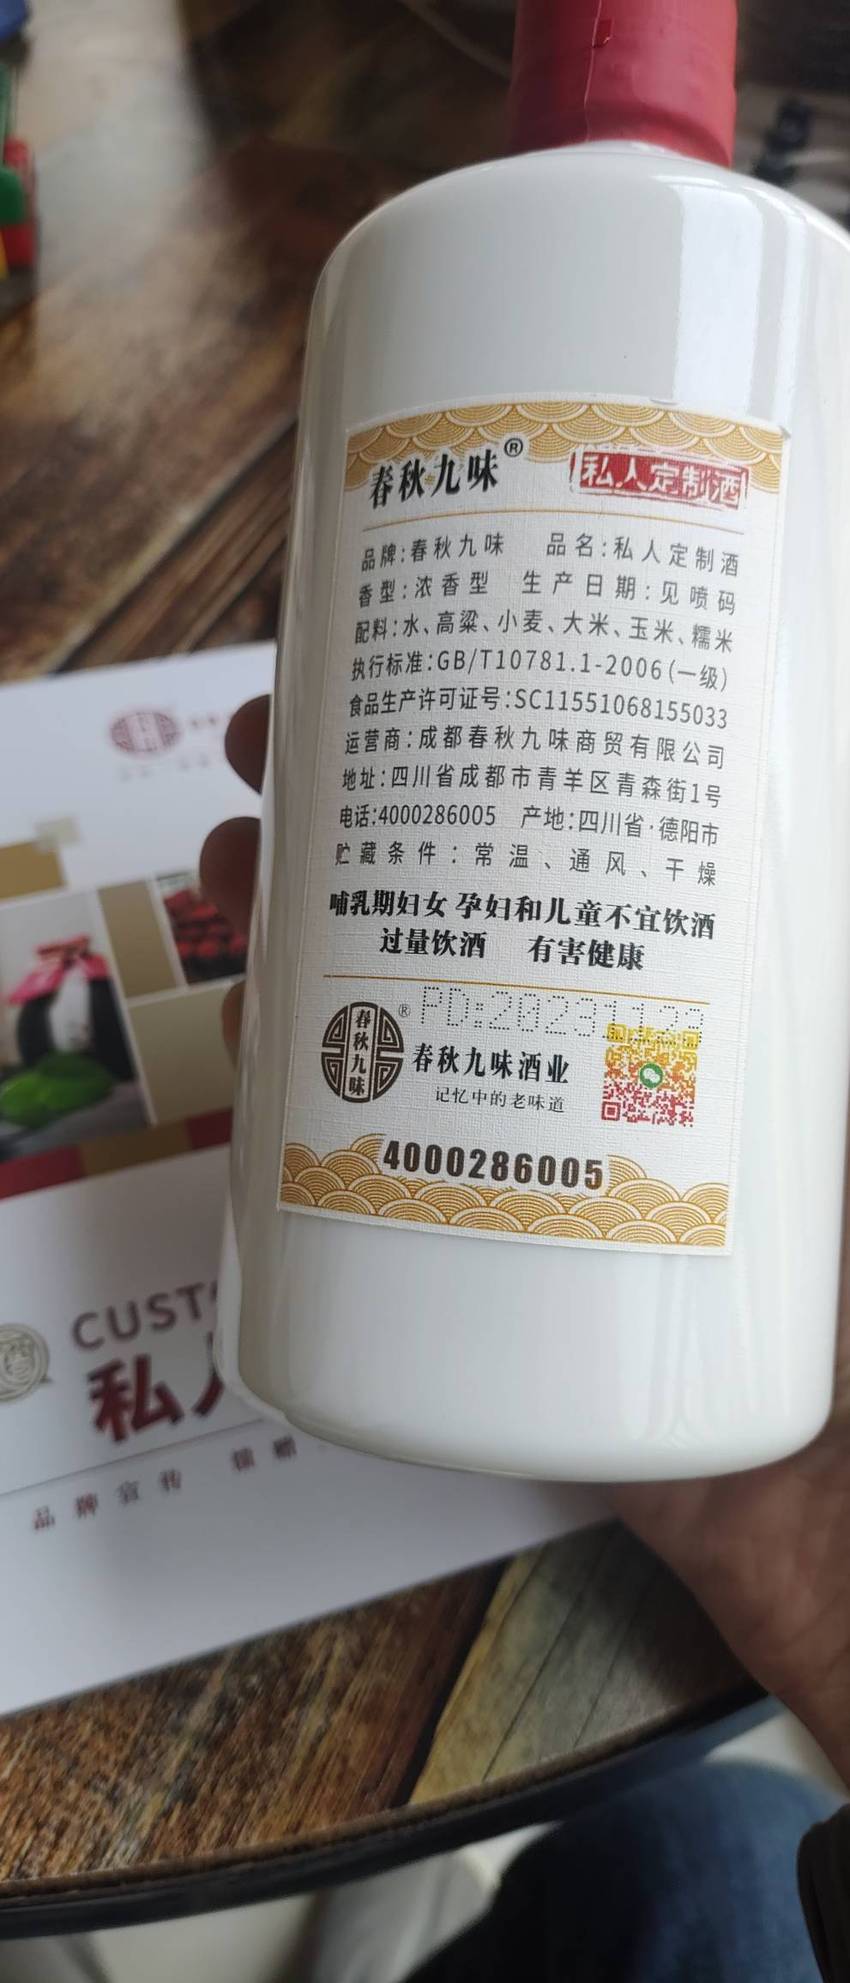 春秋九味® 私人定制酒
品牌:春秋九味 品名:私人定制酒
香型:浓香型 生产日期:见喷码
配料:水、高粱、小麦、大米、玉米、糯米
执行标准:GB/T10781.1-2006(一级)
食品生产许可证号:SC11551068155033
运营商:成都春秋九味商贸有限公司
地址:四川省成都市青羊区青森街1号
电话:4000286005 产地:四川省·德阳市
贮藏条件:常温、通风、干燥
哺乳期妇女 孕妇和儿童不宜饮酒
过量饮酒 有害健康
PD:202311
春秋九味
®
春秋九味酒业
记忆中的老味道
4000286005
CUST
私人
品牌宣传